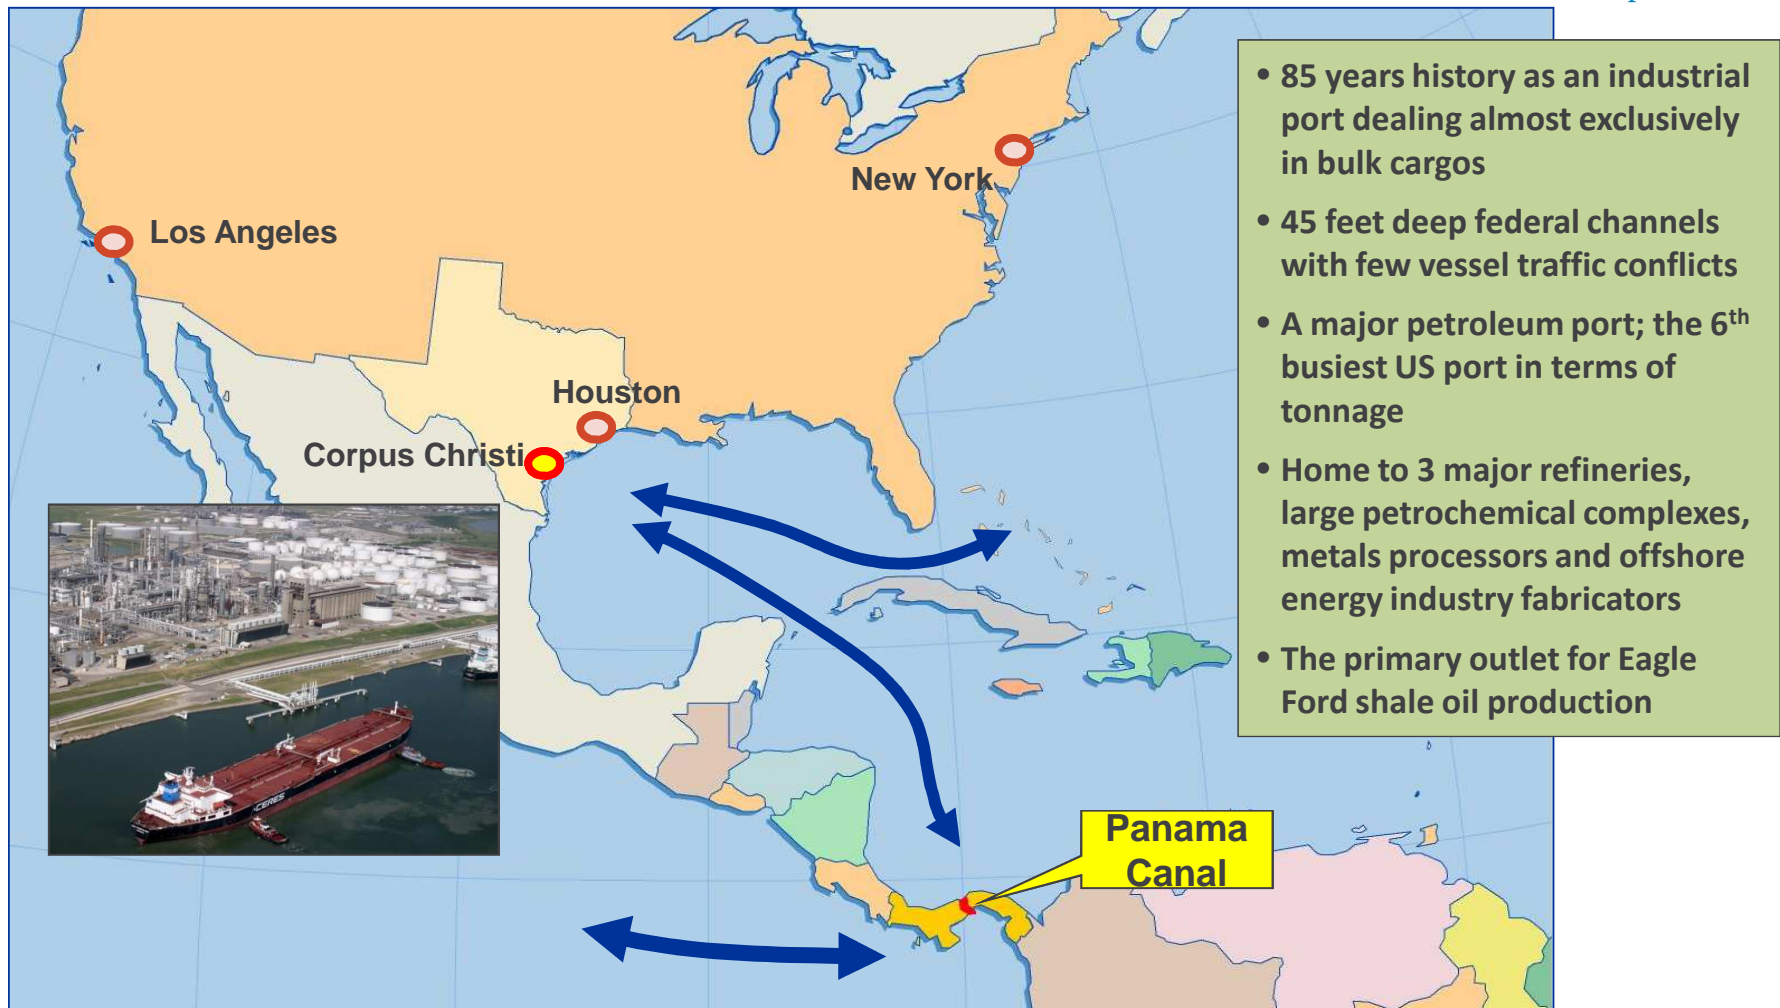 New York
Los Angeles
Houston
Corpus Christi
CERES
Panama
Canal
• 85 years history as an industrial
port dealing almost exclusively
in bulk cargos
• 45 feet deep federal channels
with few vessel traffic conflicts
• A major petroleum port; the 6th
busiest US port in terms of
tonnage
• Home to 3 major refineries,
large petrochemical complexes,
metals processors and offshore
energy industry fabricators
• The primary outlet for Eagle
Ford shale oil production